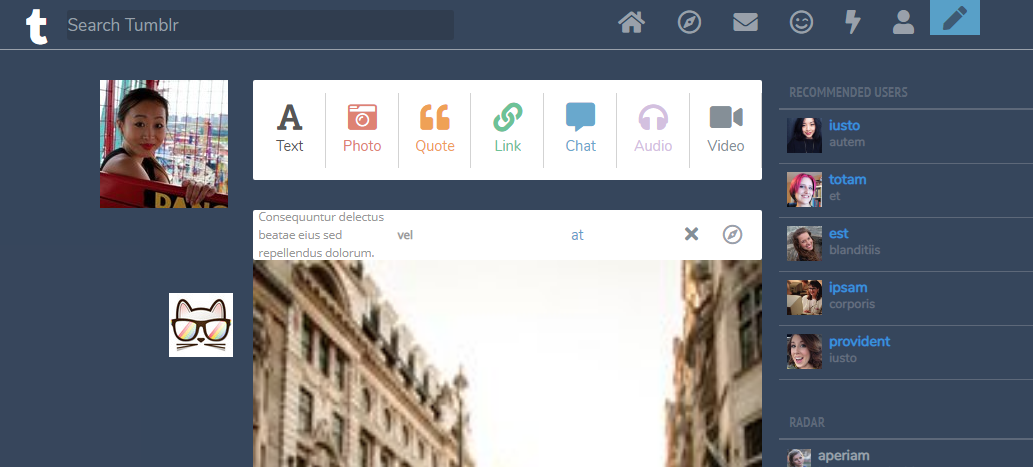 t
Search Tumblr
Text
Photo
Quote
Link
Chat
Audio
Video
Consequuntur delectus
beatae eius sed
repellendus dolorum.
vel
at
RECOMMENDED USERS
iusto
autem
totam
et
est
blanditiis
ipsam
corporis
provident
iusto
RADAR
aperiam